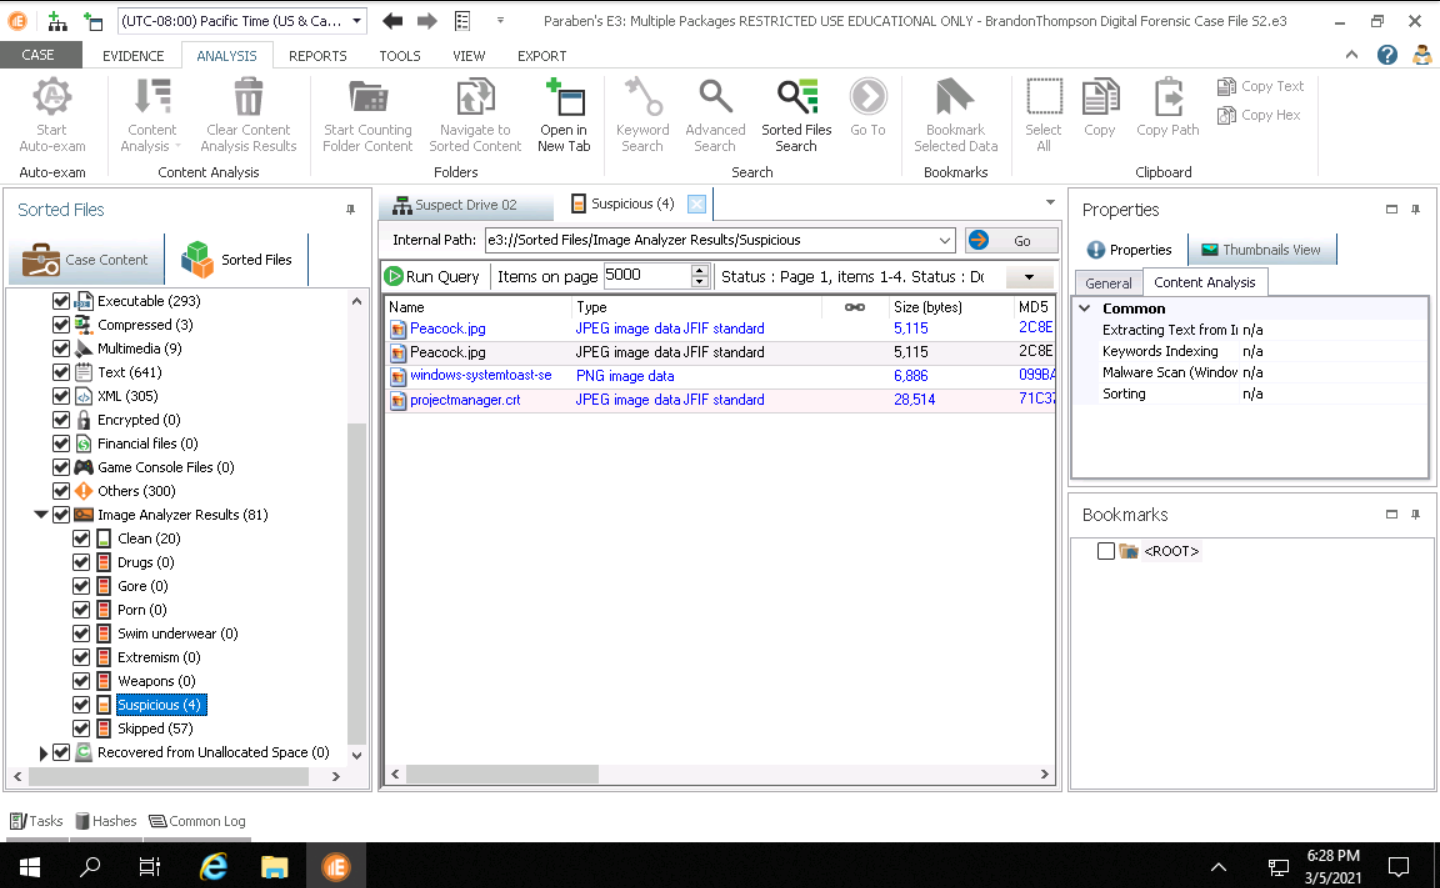 (UTC-08:00) Pacific Time (US & Ca...
Paraben's E3: Multiple Packages RESTRICTED USE EDUCATIONAL ONLY - BrandonThompson Digital Forensic Case File S2.e3
CASE EVIDENCE ANALYSIS REPORTS TOOLS VIEW EXPORT
Start Auto-exam
Content Analysis
Clear Content Analysis Results
Start Counting Folder Content
Navigate to Sorted Content
Open in New Tab
Keyword Search
Advanced Search
Sorted Files Search
Go To
Bookmark Selected Data
Select All
Copy
Copy Path
Copy Text
Copy Hex
Auto-exam Content Analysis Folders Search Bookmarks Clipboard
Sorted Files
Case Content
Sorted Files
Executable (293)
Compressed (3)
Multimedia (9)
Text (641)
XML (305)
Encrypted (0)
Financial files (0)
Game Console Files (0)
Others (300)
Image Analyzer Results (81)
Clean (20)
Drugs (0)
Gore (0)
Porn (0)
Swim underwear (0)
Extremism (0)
Weapons (0)
Suspicious (4)
Skipped (57)
Recovered from Unallocated Space (0)
Suspect Drive 02
Suspicious (4)
Internal Path: e3://Sorted Files/Image Analyzer Results/Suspicious Go
Run Query Items on page 5000 Status : Page 1, items 1-4. Status : Dc
Name Type Size (bytes) MD5
Peacock.jpg JPEG image data JFIF standard 5,115 2C8E
Peacock.jpg JPEG image data JFIF standard 5,115 2C8E
windows-systemtoast-se PNG image data 6,886 099BA
projectmanager.crt JPEG image data JFIF standard 28,514 71C37
Properties
Properties
Thumbnails View
General
Content Analysis
Common
Extracting Text from I n/a
Keywords Indexing n/a
Malware Scan (Window n/a
Sorting n/a
Bookmarks
<ROOT>
Tasks Hashes Common Log
6:28 PM
3/5/2021